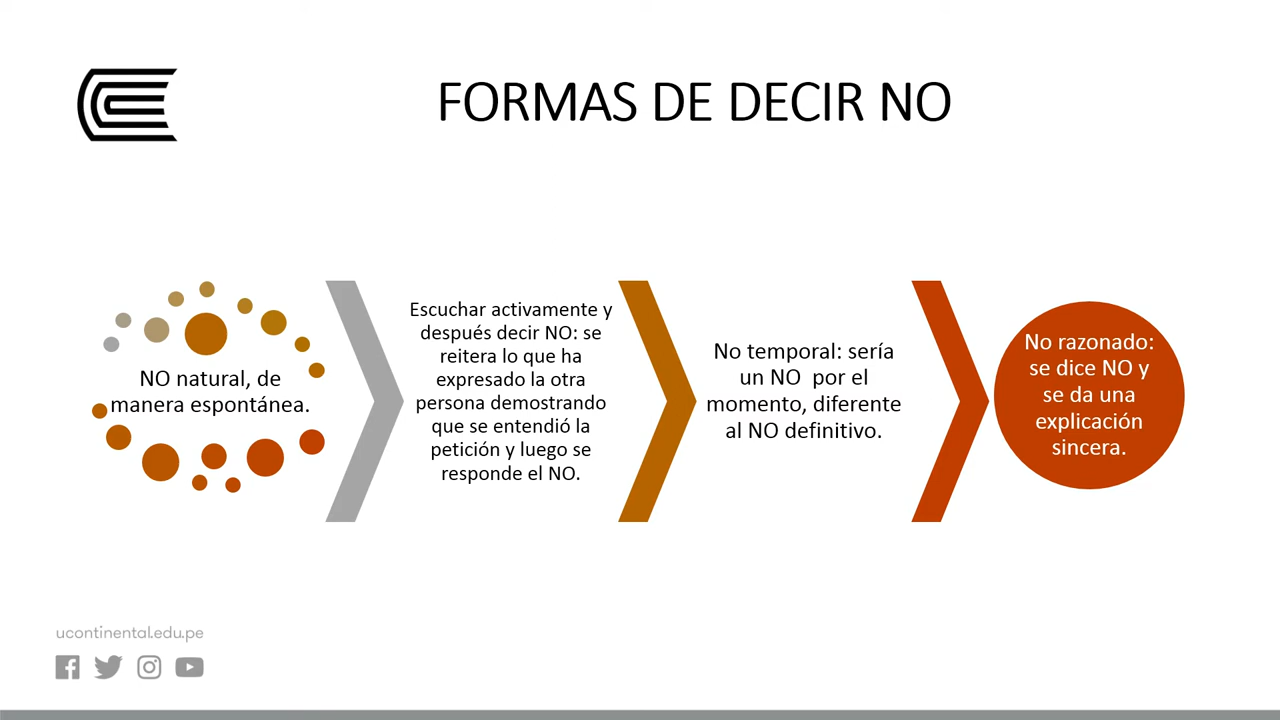 FORMAS DE DECIR NO
NO natural, de
manera espontánea.
Escuchar activamente y
después decir NO: se
reitera lo que ha
expresado la otra
persona demostrando
que se entendió la
petición y luego se
responde el NO.
No temporal: sería
un NO  por el
momento, diferente
al NO definitivo.
No razonado:
se dice NO y
se da una
explicación
sincera.
ucontinental.edu.pe